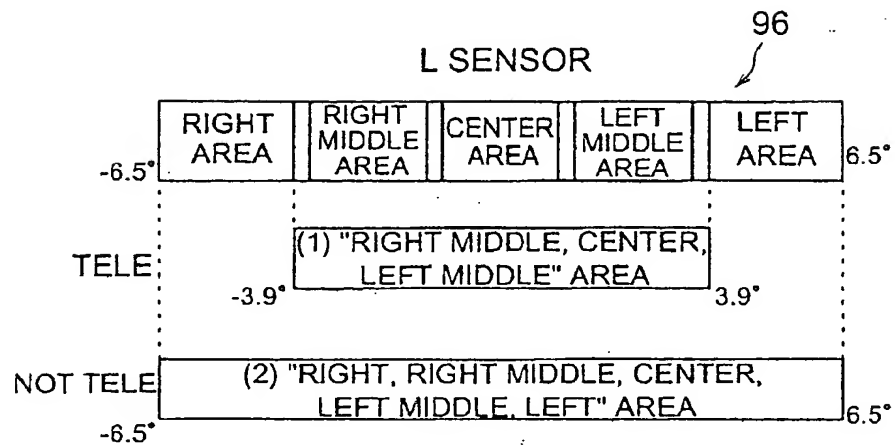 96
L SENSOR
RIGHT AREA
RIGHT MIDDLE AREA
CENTER AREA
LEFT MIDDLE AREA
LEFT AREA
-6.5°
6.5°
TELE
(1) "RIGHT MIDDLE, CENTER,
LEFT MIDDLE" AREA
-3.9°
3.9°
NOT TELE
(2) "RIGHT, RIGHT MIDDLE, CENTER,
LEFT MIDDLE, LEFT" AREA
-6.5°
6.5°